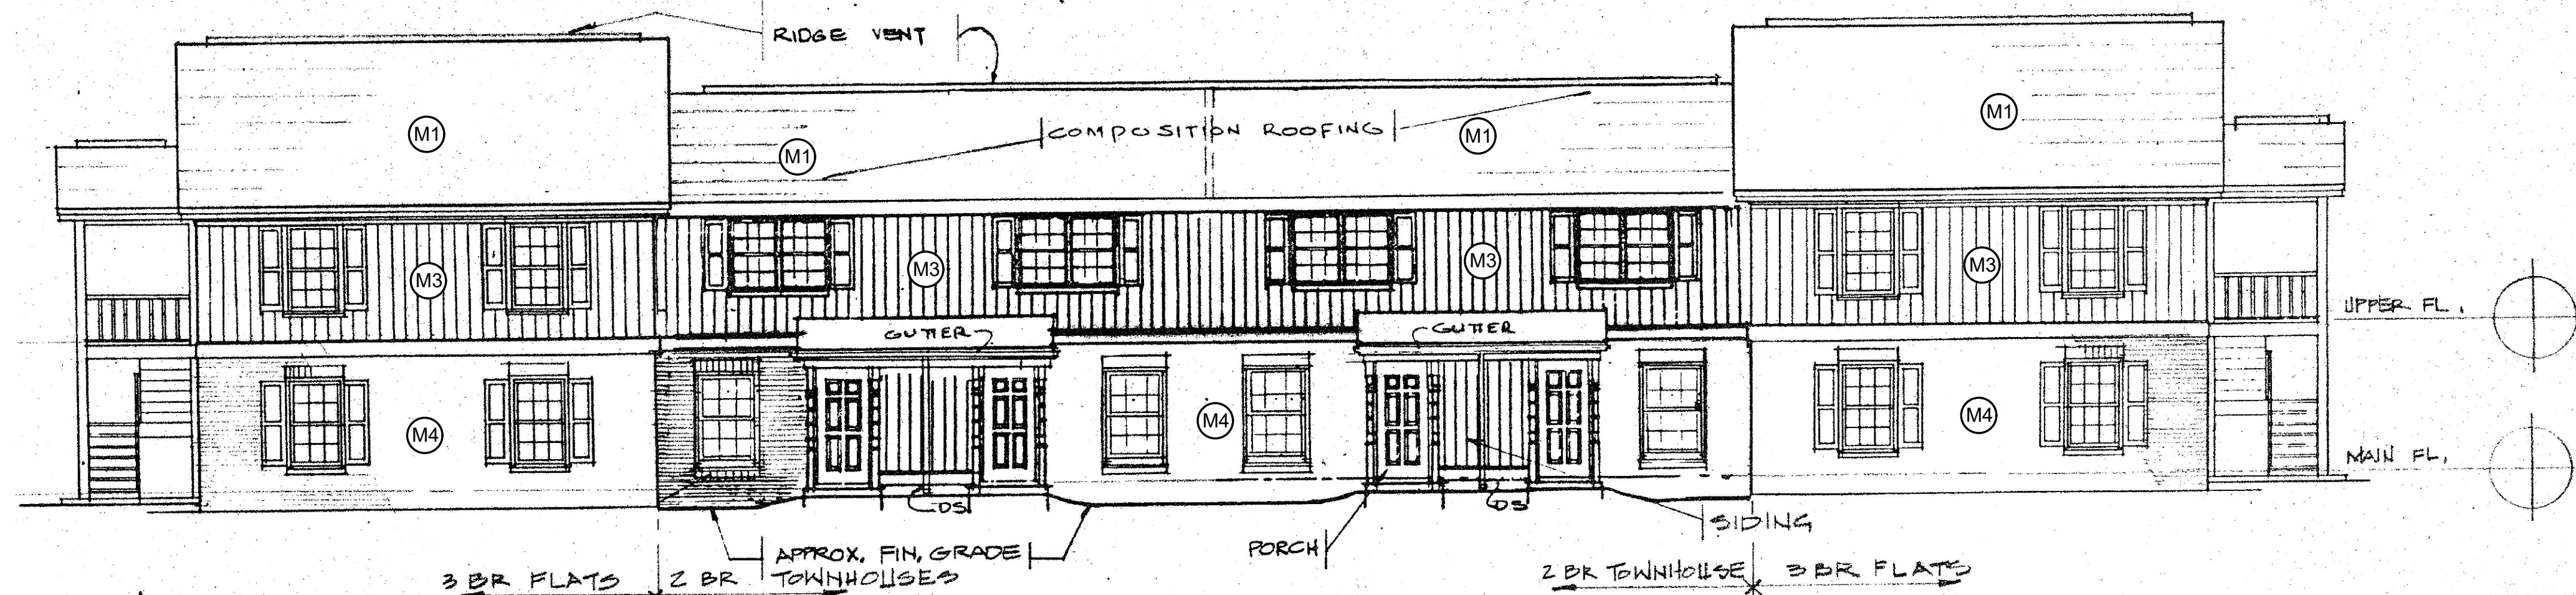 RIDGE VENT
M1
M1
COMPOSITION ROOFING
M1
M1
M3
M3
M3
M3
UPPER FL.
GUTTER
GUTTER
M4
M4
M4
MAIN FL.
DS
DS
SIDING
APPROX. FIN. GRADE
PORCH
3 BR FLATS
2 BR TOWNHOUSES
2 BR TOWNHOUSE
3 BR FLATS